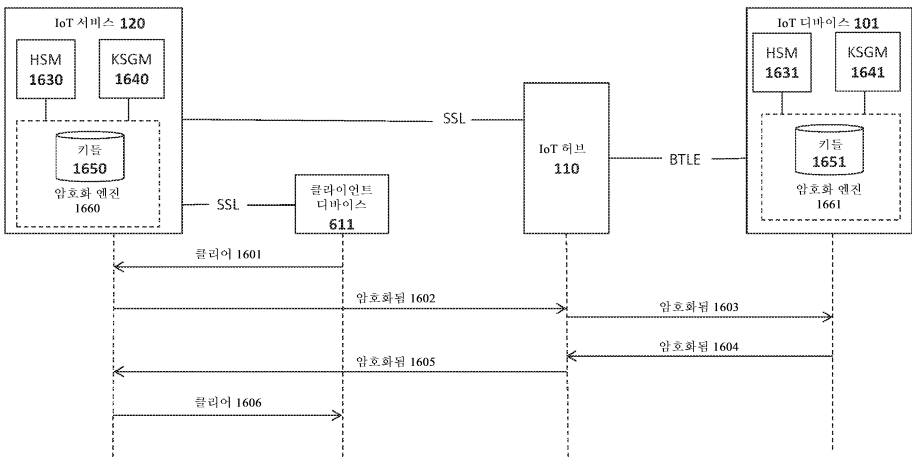 IoT 서비스 120
HSM
1630
KSGM
1640
키들
1650
암호화 엔진
1660
SSL
SSL
클라이언트
디바이스
611
IoT 허브
110
BTLE
IoT 디바이스 101
HSM
1631
KSGM
1641
키들
1651
암호화 엔진
1661
클리어 1601
암호화됨 1602
암호화됨 1603
암호화됨 1604
암호화됨 1605
클리어 1606